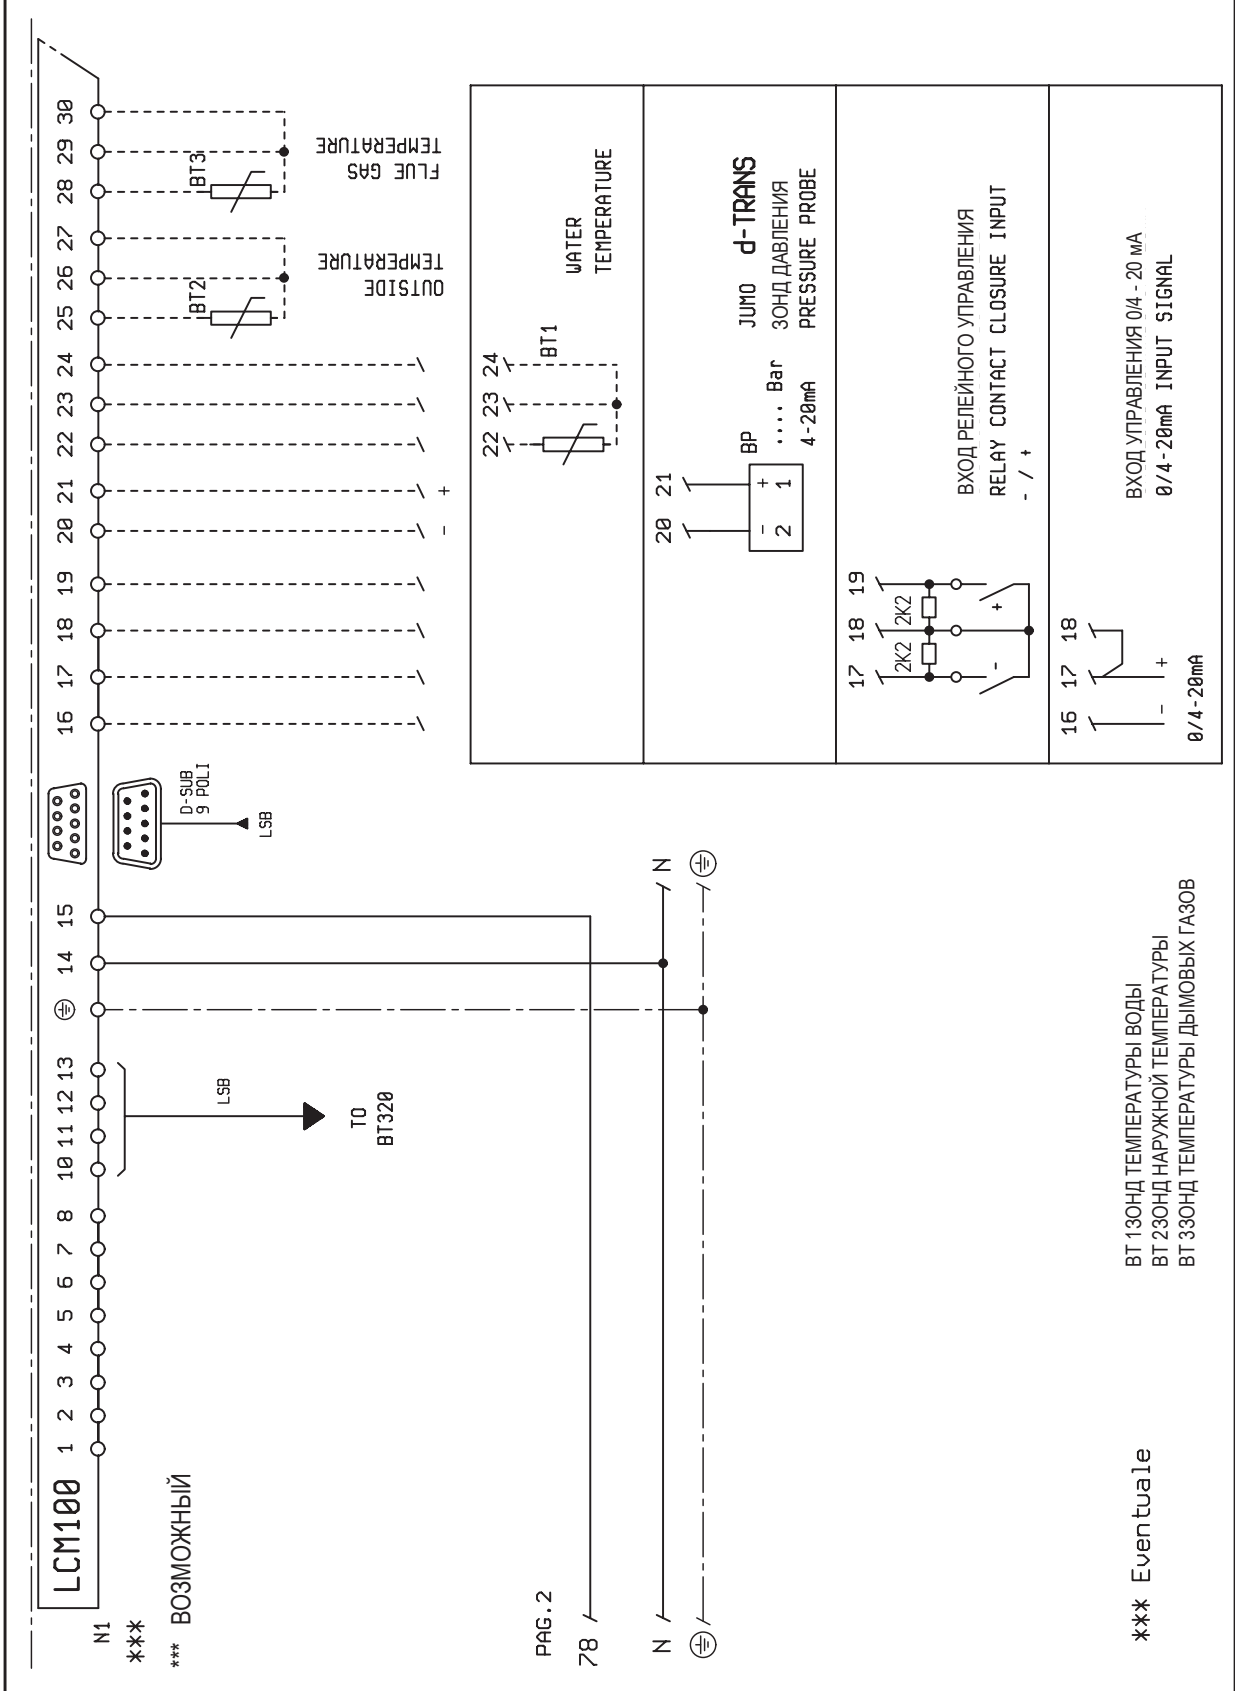 LCM100
N1
***
*** ВОЗМОЖНЫЙ
1 2 3 4 5 6 7 8 10 11 12 13 14 15
16 17 18 19 20 21 22 23 24 25 26 27 28 29 30
LSB
TO
BT320
D-SUB
9 POLI
LSB
- +
BT2
OUTSIDE
TEMPERATURE
BT3
FLUE GAS
TEMPERATURE
PAG.2
78
N
N
22 23 24
BT1
WATER
TEMPERATURE
20 21
- +
2 1
BP
.... Bar
4-20mA
JUMO d-TRANS
ЗОНД ДАВЛЕНИЯ
PRESSURE PROBE
17 18 19
2K2 2K2
- +
ВХОД РЕЛЕЙНОГО УПРАВЛЕНИЯ
RELAY CONTACT CLOSURE INPUT
- / +
16 17 18
- +
0/4-20mA
ВХОД УПРАВЛЕНИЯ 0/4 - 20 мА
0/4-20mA INPUT SIGNAL
BT 1ЗОНД ТЕМПЕРАТУРЫ ВОДЫ
BT 2ЗОНД НАРУЖНОЙ ТЕМПЕРАТУРЫ
BT 3ЗОНД ТЕМПЕРАТУРЫ ДЫМОВЫХ ГАЗОВ
*** Eventuale